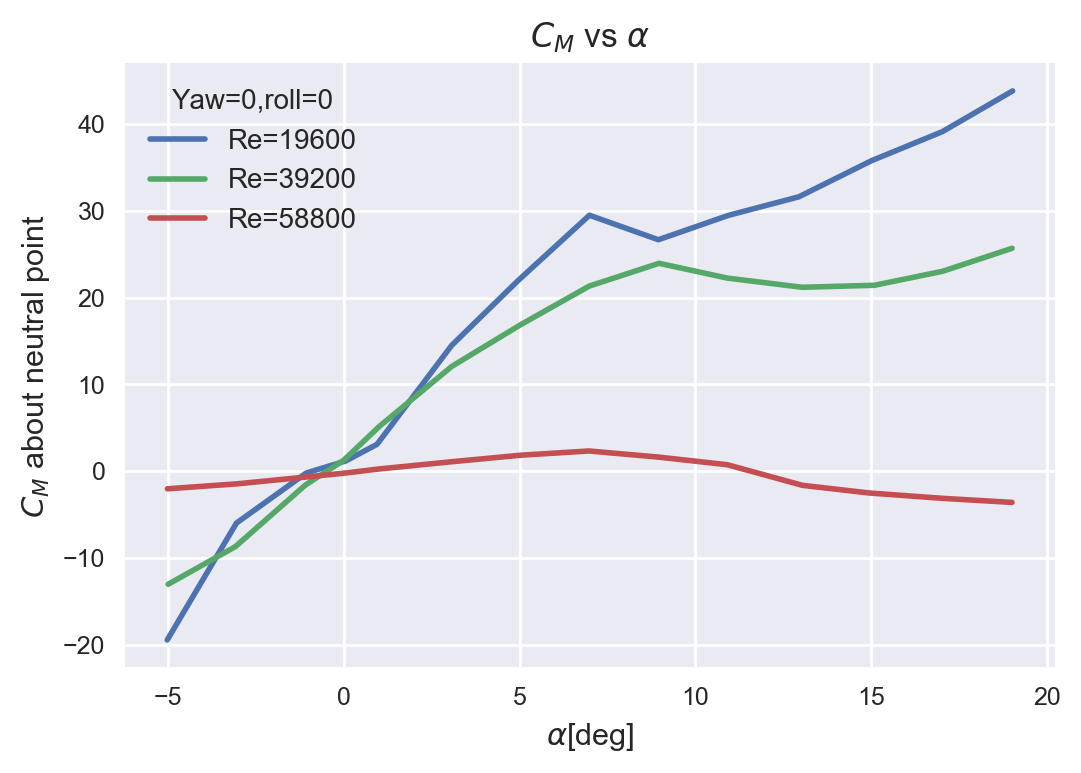 C_M vs α
Yaw=0,roll=0
Re=19600
Re=39200
Re=58800
C_M about neutral point
40
30
20
10
0
−10
−20
−5 0 5 10 15 20
α[deg]